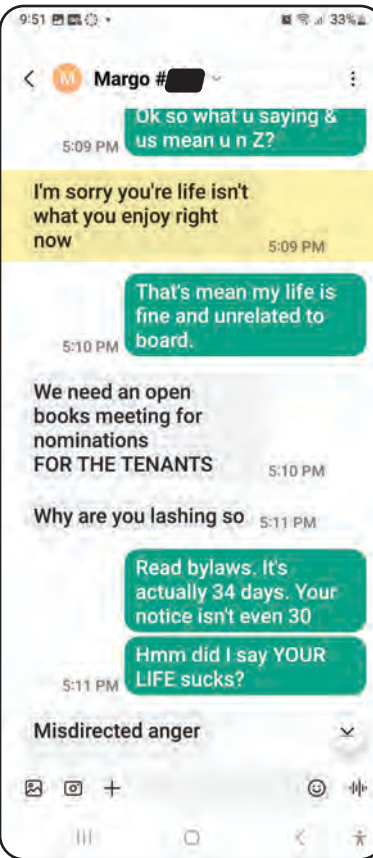 9:51
33%
M Margo #
Ok so what u saying &
us mean u n Z?
5:09 PM
I'm sorry you're life isn't
what you enjoy right
now
5:09 PM
That's mean my life is
fine and unrelated to
board.
5:10 PM
We need an open
books meeting for
nominations
FOR THE TENANTS
5:10 PM
Why are you lashing so
5:11 PM
Read bylaws. It's
actually 34 days. Your
notice isn't even 30
Hmm did I say YOUR
LIFE sucks?
5:11 PM
Misdirected anger